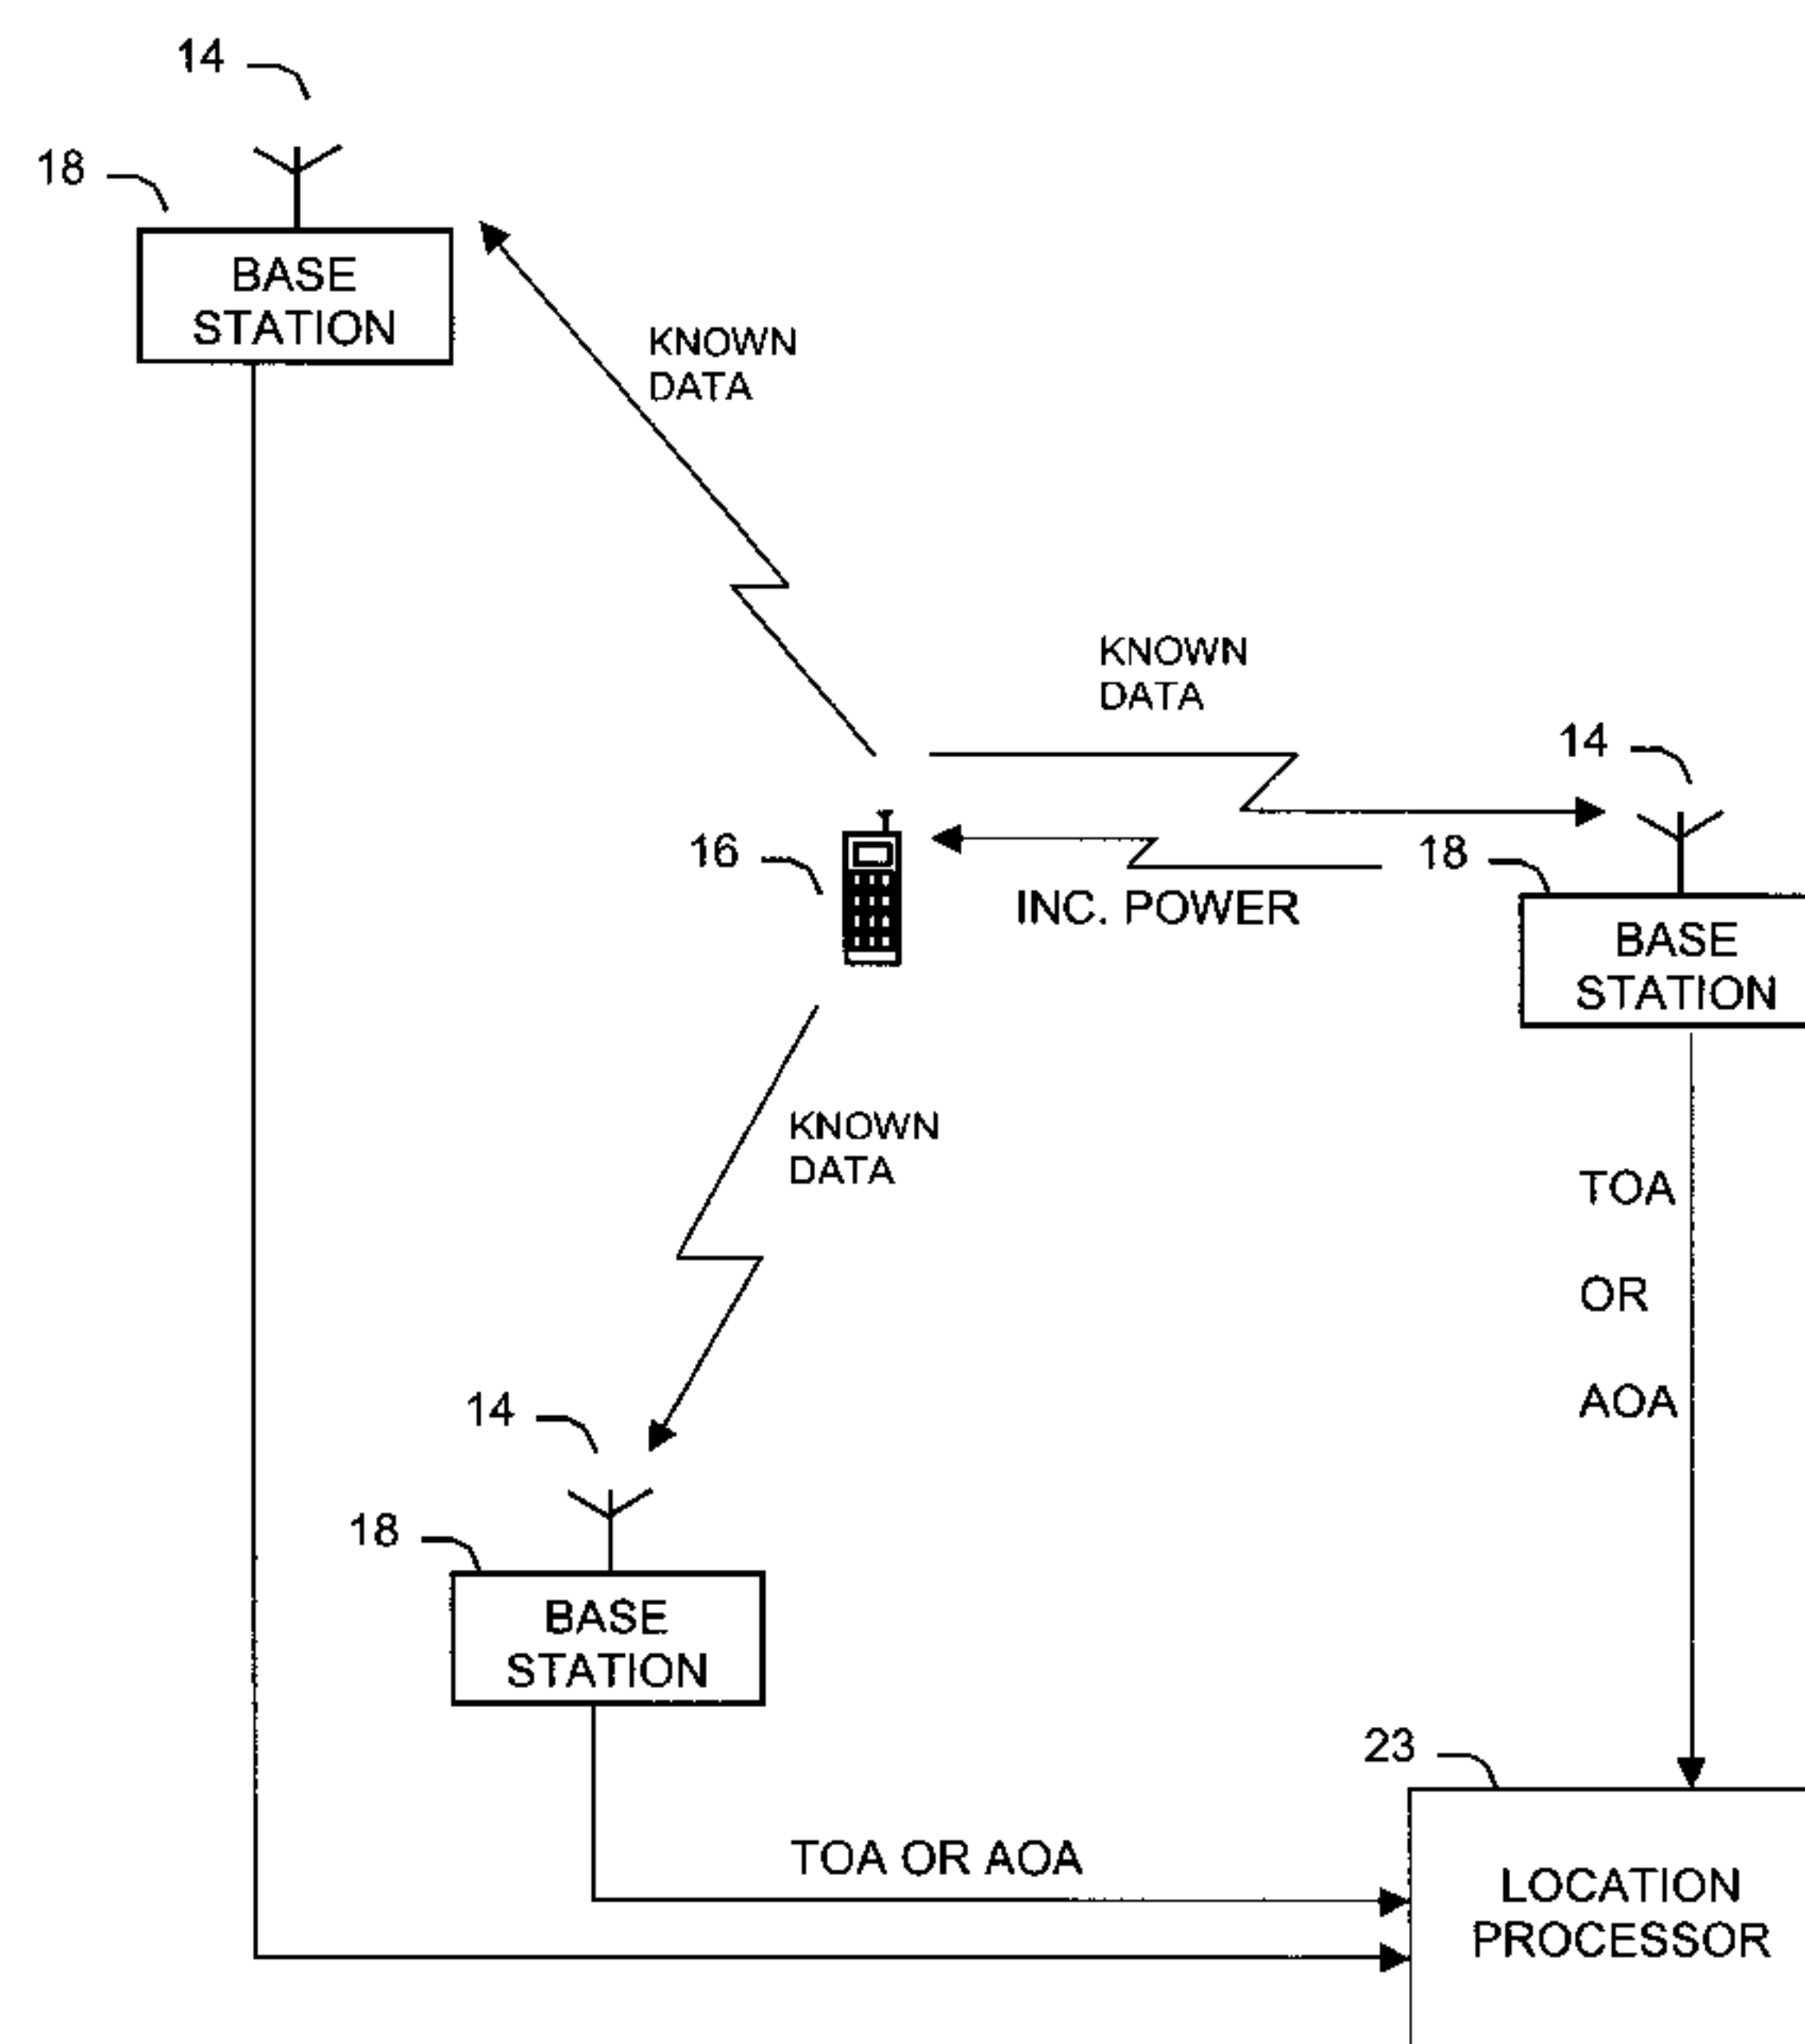 14
18
BASE
STATION
KNOWN
DATA
KNOWN
DATA
14
16
18
INC. POWER
BASE
STATION
KNOWN
DATA
TOA
OR
AOA
14
18
BASE
STATION
23
TOA OR AOA
LOCATION
PROCESSOR